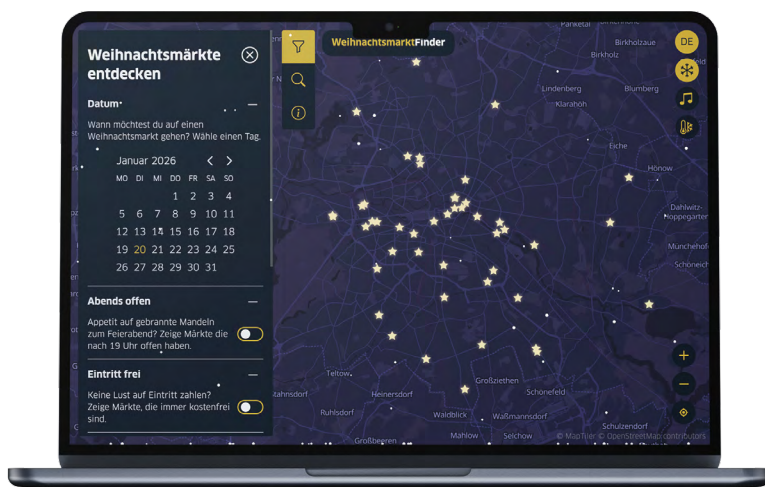 Weihnachtsmärkte
entdecken
Datum
Wann möchtest du auf einen
Weihnachtsmarkt gehen? Wähle einen Tag.
Januar 2026
MO DI MI DO FR SA SO
1 2 3 4
5 6 7 8 9 10 11
12 13 14 15 16 17 18
19 20 21 22 23 24 25
26 27 28 29 30 31
Abends offen
Appetit auf gebrannte Mandeln
zum Feierabend? Zeige Märkte die
nach 19 Uhr offen haben.
Eintritt frei
Keine Lust auf Eintritt zahlen?
Zeige Märkte, die immer kostenfrei
sind.
WeihnachtsmarktFinder
DE
Panketal
Birkholzaue
Birkholz
Lindenberg
Blumberg
Klarahöh
Eiche
Hönow
Dahlwitz-
Hoppegarten
Münchehof
Schöneich
Teltow
Großziethen
Schönefeld
Heinersdorf
Ruhlsdorf
Waldblick
Waßmannsdorf
Schulzendorf
Großbeeren
Mahlow
Selchow
© MapTiler © OpenStreetMap contributors